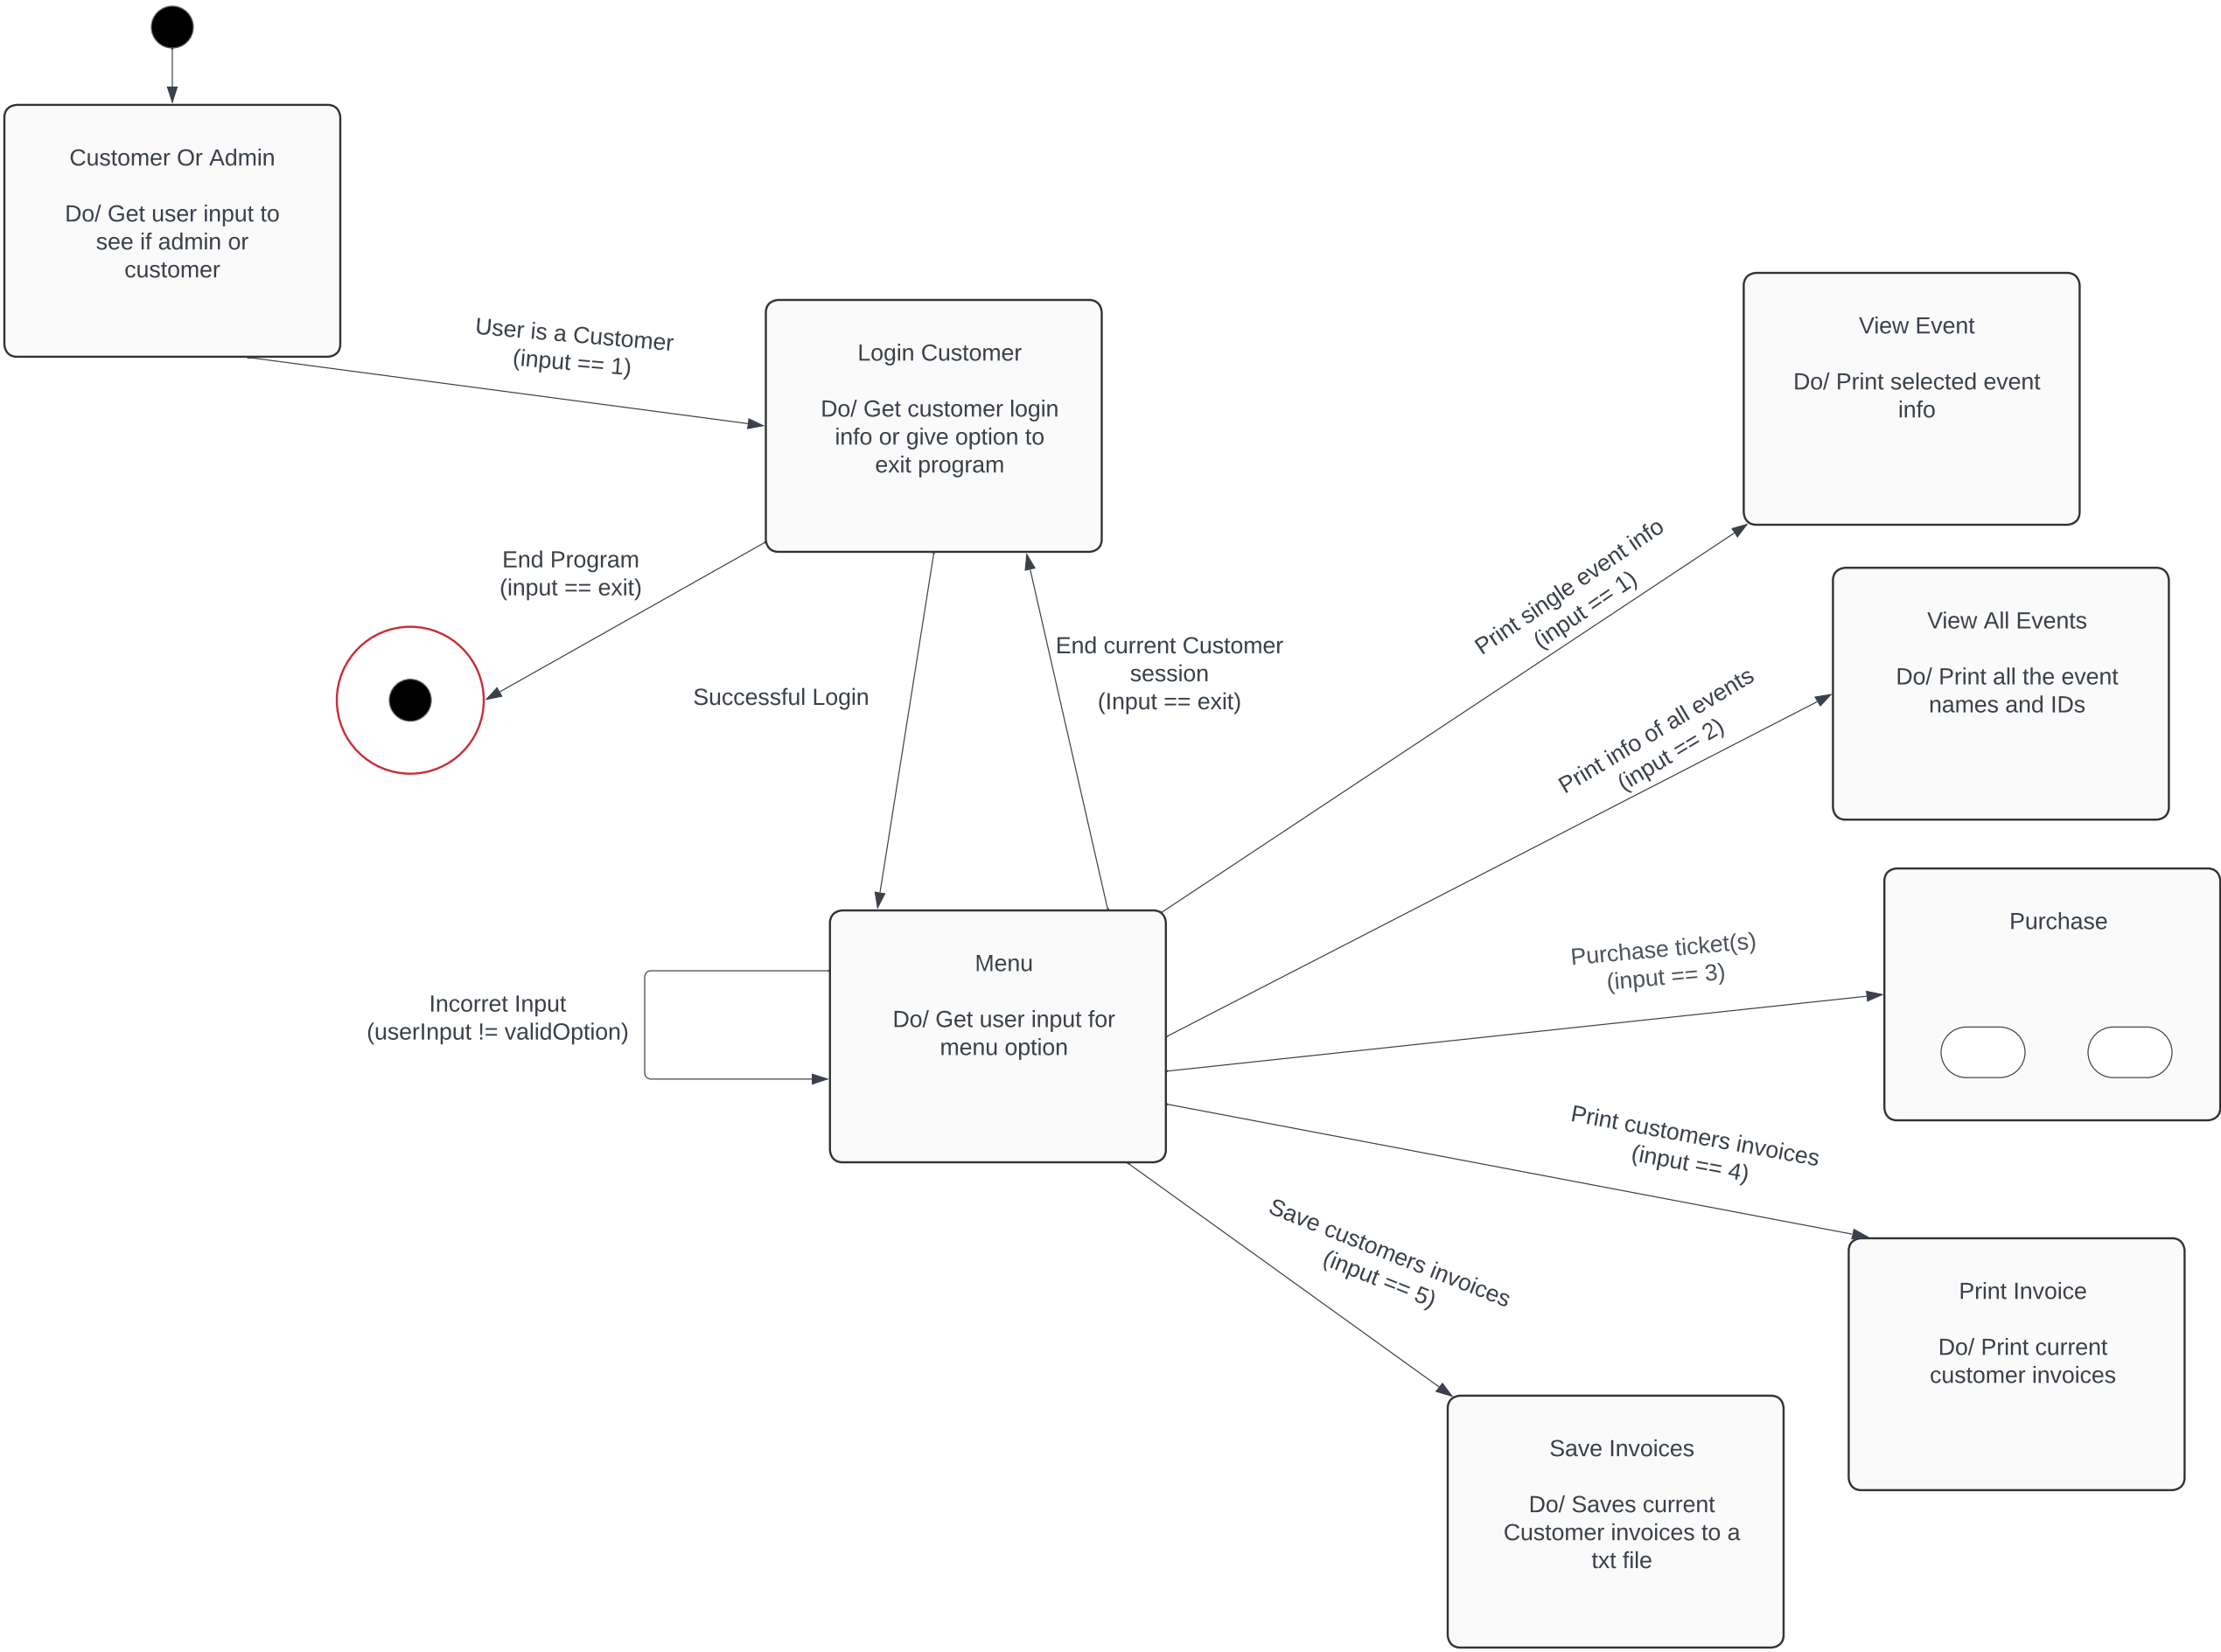 Customer Or Admin
Do/ Get user input to
see if admin or
customer
User is a Customer
(input == 1)
Login Customer
Do/ Get customer login
info or give option to
exit program
End Program
(input == exit)
Successful Login
End current Customer
session
(Input == exit)
Menu
Do/ Get user input for
menu option
Incorret Input
(userInput != validOption)
Print single event info
(input == 1)
View Event
Do/ Print selected event
info
Print info of all events
(input == 2)
View All Events
Do/ Print all the event
names and IDs
Purchase ticket(s)
(input == 3)
Purchase
Print customers invoices
(input == 4)
Print Invoice
Do/ Print current
customer invoices
Save customers invoices
(input == 5)
Save Invoices
Do/ Saves current
Customer invoices to a
txt file